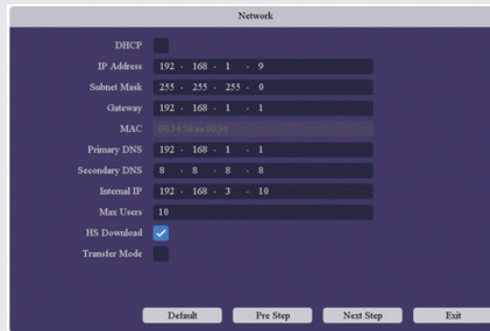 Network
DHCP
IP Address 192 . 168 . 1 . 9
Subnet Mask 255 . 255 . 255 . 0
Gateway 192 . 168 . 1 . 1
MAC
Primary DNS 192 . 168 . 1 . 1
Secondary DNS 8 . 8 . 8 . 8
Internal IP 192 . 168 . 3 . 10
Max Users 10
HS Download
Transfer Mode
Default Pre Step Next Step Exit